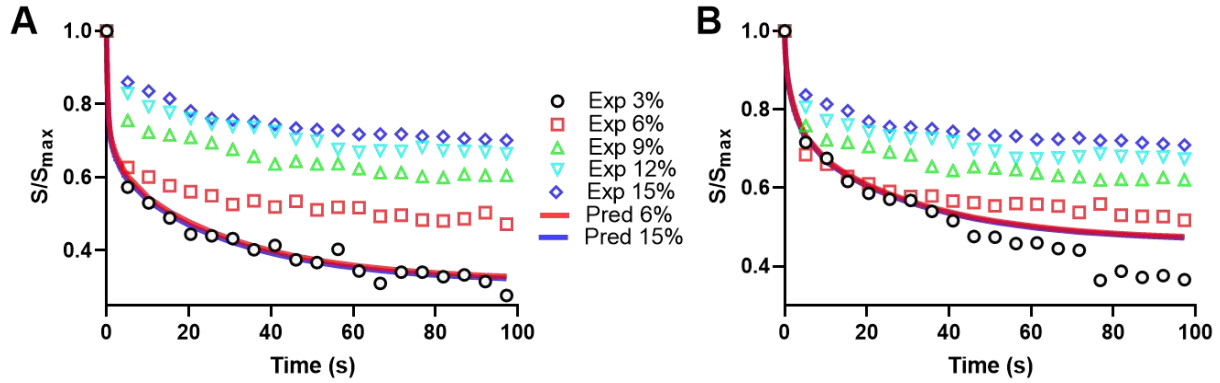 A
S/Smax
1.0
0.8
0.6
0.4
0 20 40 60 80 100
Time (s)
Exp 3%
Exp 6%
Exp 9%
Exp 12%
Exp 15%
Pred 6%
Pred 15%
B
S/Smax
1.0
0.8
0.6
0.4
0 20 40 60 80 100
Time (s)